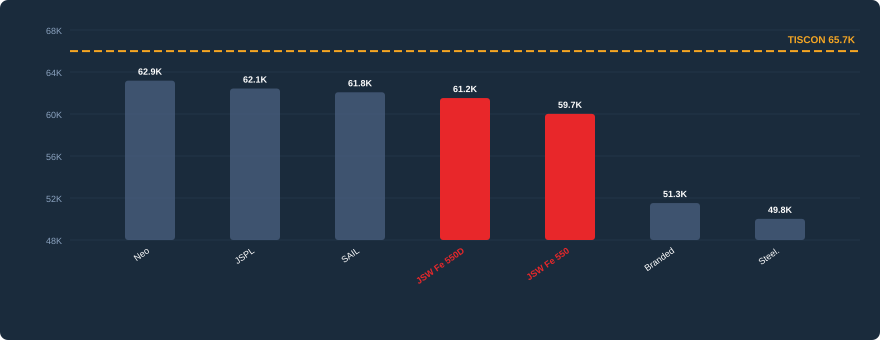 68K
TISCON 65.7K
64K
62.9K
62.1K
61.8K
61.2K
59.7K
60K
56K
52K
51.3K
49.8K
48K
Neo
JSPL
SAIL
JSW Fe 550D
JSW Fe 550
Branded
Steel.